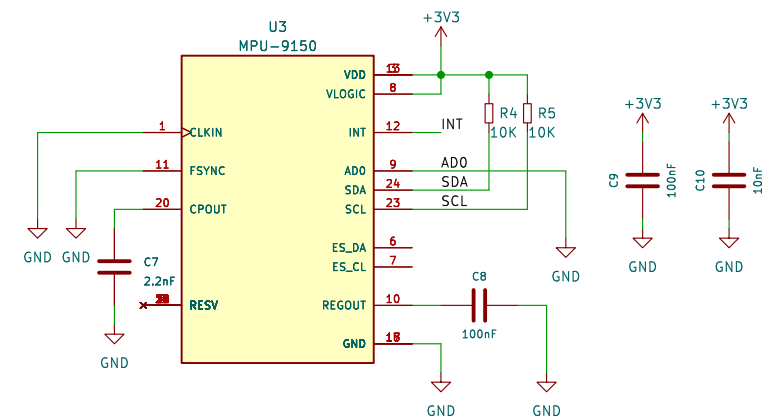 U3
MPU-9150
+3V3
VDD
VLOGIC 8
1 CLKIN
INT 12 INT
R4 R5
10K 10K
+3V3 +3V3
11 FSYNC
AD0 9 AD0
SDA 24 SDA
20 CPOUT
SCL 23 SCL
C9 100nF
C10 10nF
ES_DA 6
ES_CL 7
GND GND
C7
2.2nF
GND
GND GND
RESV
REGOUT 10
C8
100nF
GND
GND
GND GND